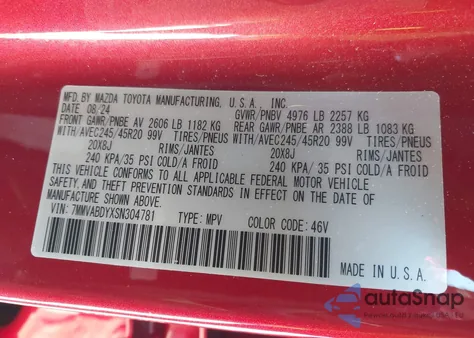 MFD.BY MAZDA TOYOTA MANUFACTURING, U.S.A., INC.
DATE: 08/24 GVWR/PNBV 4976 LB 2257 KG
FRONT GAWR/PNBE AV 2606 LB 1182 KG REAR GAWR/PNBE AR 2388 LB 1083 KG
WITH/AVEC245/45R20 99V TIRES/PNEUS WITH/AVEC245/45R20 99V TIRES/PNEUS
20X8J RIMS/JANTES 20X8J RIMS/JANTES
240 KPA/35 PSI COLD/A FROID 240 KPA/ 35 PSI COLD/A FROID
THIS VEHICLE CONFORMS TO ALL APPLICABLE FEDERAL MOTOR VEHICLE
SAFETY STANDARDS IN EFFECT ON THE DATE OF
MANUFACTURE SHOWN ABOVE.
VIN: 7MMVABDYXSN304781 TYPE: MPV COLOR CODE: 46V
MADE IN U.S.A.
autoSnap